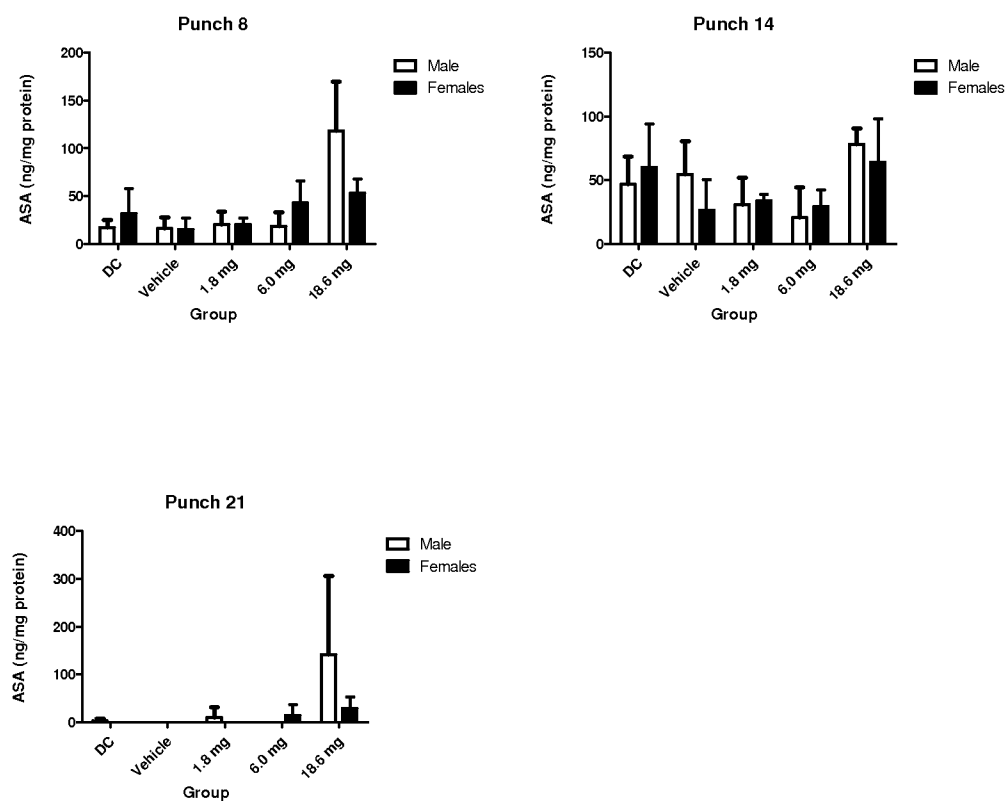 Punch 8
200
150
100
50
0
ASA (ng/mg protein)
DC
Vehicle
1.8 mg
6.0 mg
18.6 mg
Group
Male
Females
Punch 14
150
100
50
0
ASA (ng/mg protein)
DC
Vehicle
1.8 mg
6.0 mg
18.6 mg
Group
Male
Females
Punch 21
400
300
200
100
0
ASA (ng/mg protein)
DC
Vehicle
1.8 mg
6.0 mg
18.6 mg
Group
Male
Females